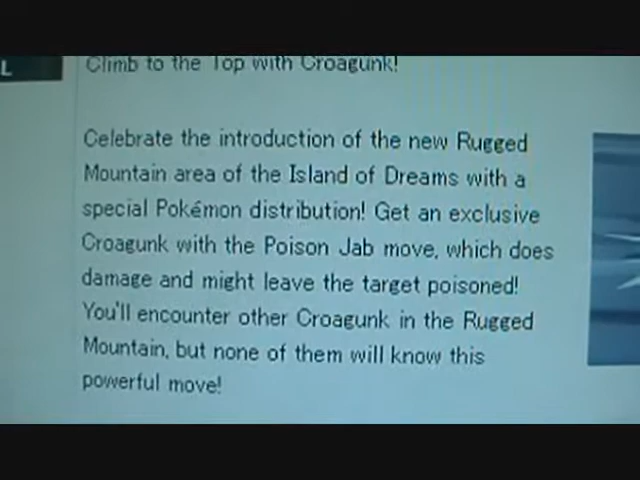 L
Climb to the Top with Croagunk!
Celebrate the introduction of the new Rugged
Mountain area of the Island of Dreams with a
special Pokémon distribution! Get an exclusive
Croagunk with the Poison Jab move, which does
damage and might leave the target poisoned!
You'll encounter other Croagunk in the Rugged
Mountain, but none of them will know this
powerful move!